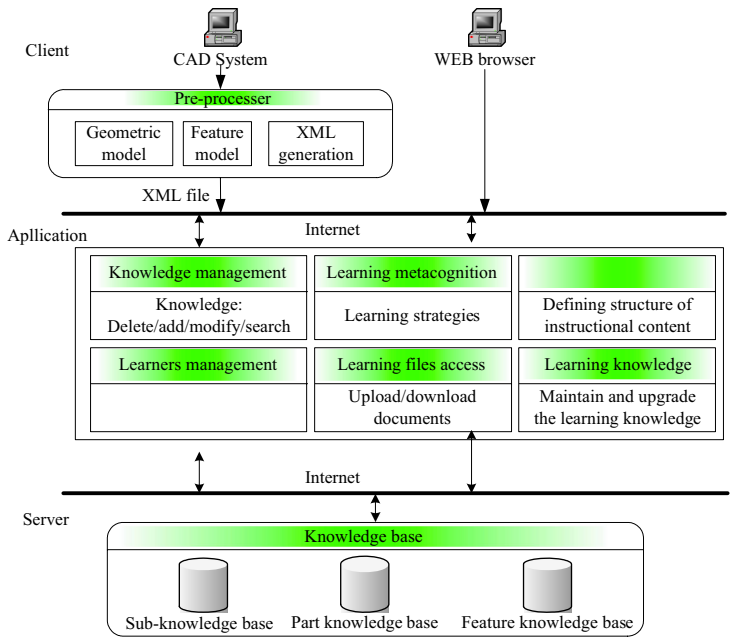 Client
CAD System
WEB browser
Pre-processer
Geometric
model
Feature
model
XML
generation
XML file
Internet
Apllication
Knowledge management
Learning metacognition
Knowledge:
Delete/add/modify/search
Learning strategies
Defining structure of
instructional content
Learners management
Learning files access
Learning knowledge
Upload/download
documents
Maintain and upgrade
the learning knowledge
Internet
Server
Knowledge base
Sub-knowledge base
Part knowledge base
Feature knowledge base